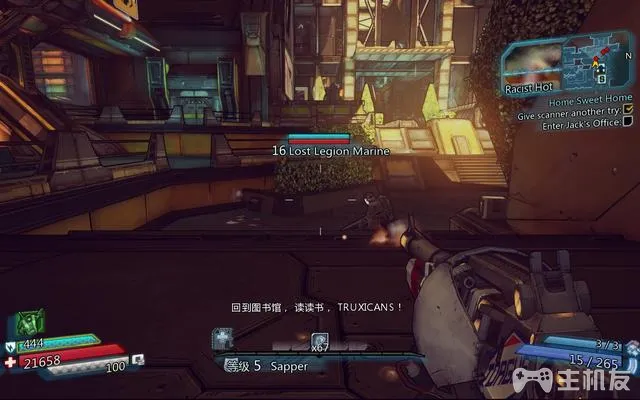 N
Racist Hot
Home Sweet Home
Give scanner another try:
Enter Jack's Office:
16 Lost Legion Marine
回到图书馆，读读书，TRUXICANS！
444
21658
100
x67
等级 5 Sapper
3/3
15/265
主机友